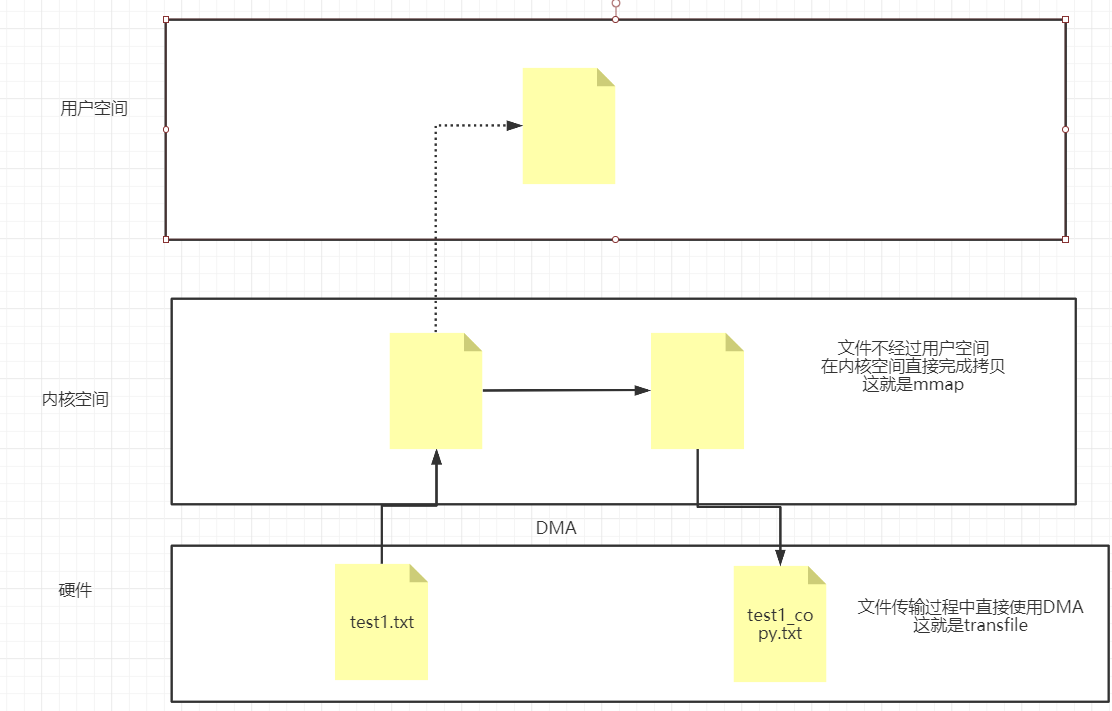 用户空间
文件不经过用户空间
在内核空间直接完成拷贝
这就是mmap
内核空间
DMA
硬件
test1.txt
test1_co
py.txt
文件传输过程中直接使用DMA
这就是transfile